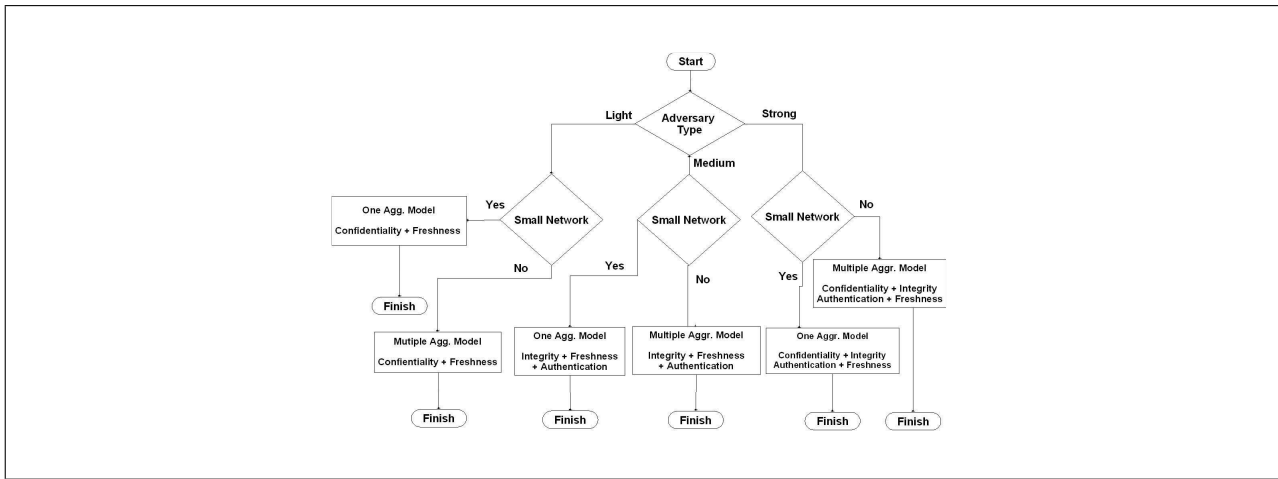 Start
Light
Adversary
Type
Strong
Medium
Yes
Small Network
Small Network
Small Network
No
One Agg. Model
Confidentiality + Freshness
No
Yes
No
Yes
Multiple Aggr. Model
Confidentiality + Integrity
Authentication + Freshness
Finish
Mutiple Agg. Model
Confientiality + Freshness
One Agg. Model
Integrity + Freshness
+ Authentication
Multiple Aggr. Model
Integrity + Freshness
+ Authentication
One Aggr. Model
Confidentiality + Integrity
Authentication + Freshness
Finish
Finish
Finish
Finish
Finish